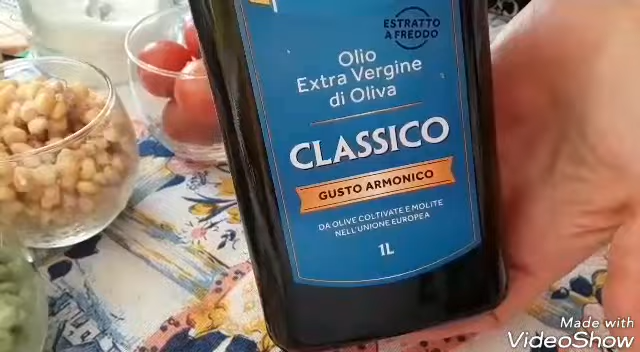 ESTRATTO
A FREDDO
Olio
Extra Vergine
di Oliva
CLASSICO
GUSTO ARMONICO
DA OLIVE COLTIVATE E MOLITE
NELL'UNIONE EUROPEA
1L
Made with
VideoShow